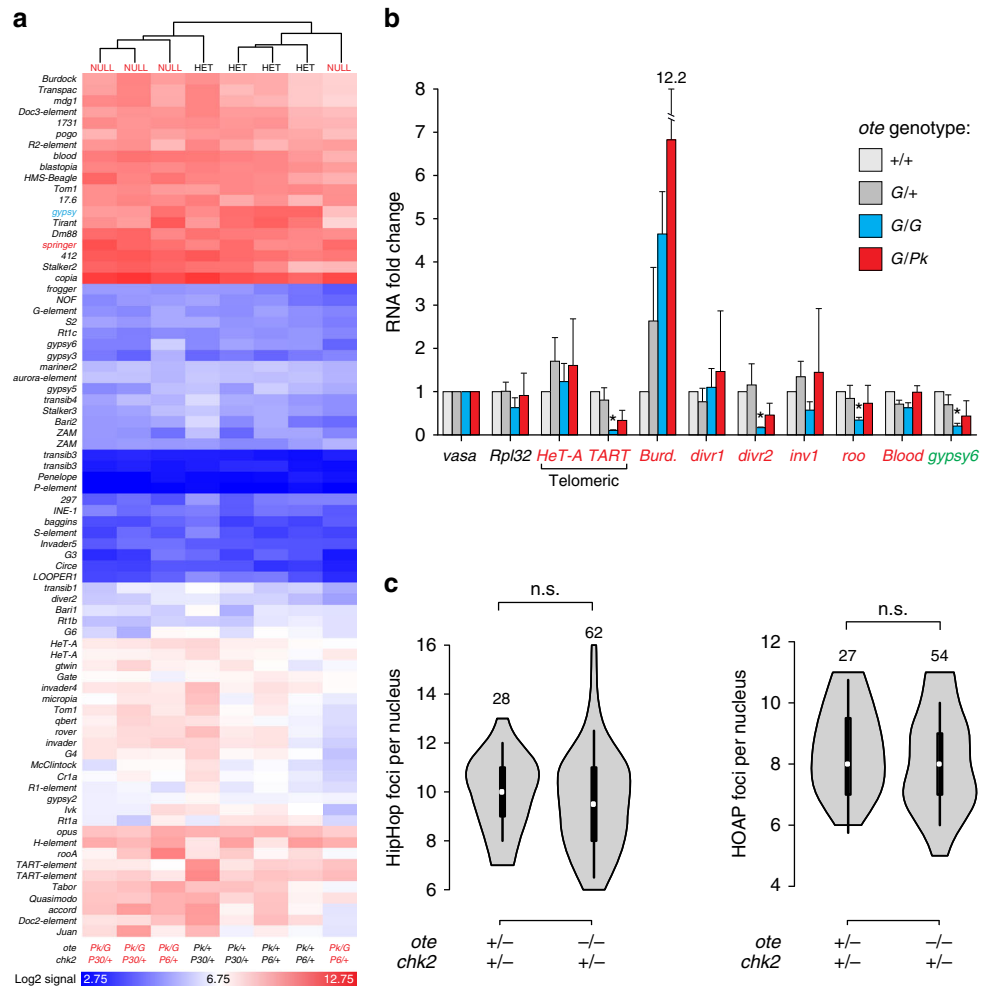 a
NULL NULL NULL HET HET HET HET NULL
Burdock
Transpac
mdg1
Doc3-element
1731
pogo
R2-element
blood
blastopia
HMS-Beagle
Tom1
17.6
gypsy
Tirant
Dm88
springer
412
Stalker2
copia
frogger
NOF
G-element
S2
Rt1c
gypsy6
gypsy3
mariner2
aurora-element
gypsy5
transib4
Stalker3
Bari2
ZAM
ZAM
transib3
transib3
Penelope
P-element
297
INE-1
baggins
S-element
Invader5
G3
Circe
LOOPER1
transib1
diver2
Bari1
Rt1b
G6
HeT-A
HeT-A
gtwin
Gate
invader4
micropia
Tom1
qbert
rover
invader
G4
McClintock
Cr1a
R1-element
gypsy2
Ivk
Rt1a
opus
H-element
rooA
TART-element
TART-element
Tabor
Quasimodo
accord
Doc2-element
Juan
ote Pk/G Pk/G Pk/G Pk/+ Pk/+ Pk/+ Pk/+ Pk/G
chk2 P30/+ P30/+ P6/+ P30/+ P30/+ P6/+ P6/+ P6/+
Log2 signal 2.75 6.75 12.75
b
RNA fold change
8
7
6
5
4
3
2
1
0
12.2
* * * *
vasa Rpl32 HeT-A TART Burd. divr1 divr2 inv1 roo Blood gypsy6
Telomeric
ote genotype:
+/+
G/+
G/G
G/Pk
c
HipHop foci per nucleus
16
14
12
10
8
6
n.s.
28 62
ote +/– –/–
chk2 +/– +/–
HOAP foci per nucleus
12
10
8
6
4
n.s.
27 54
ote +/– –/–
chk2 +/– +/–